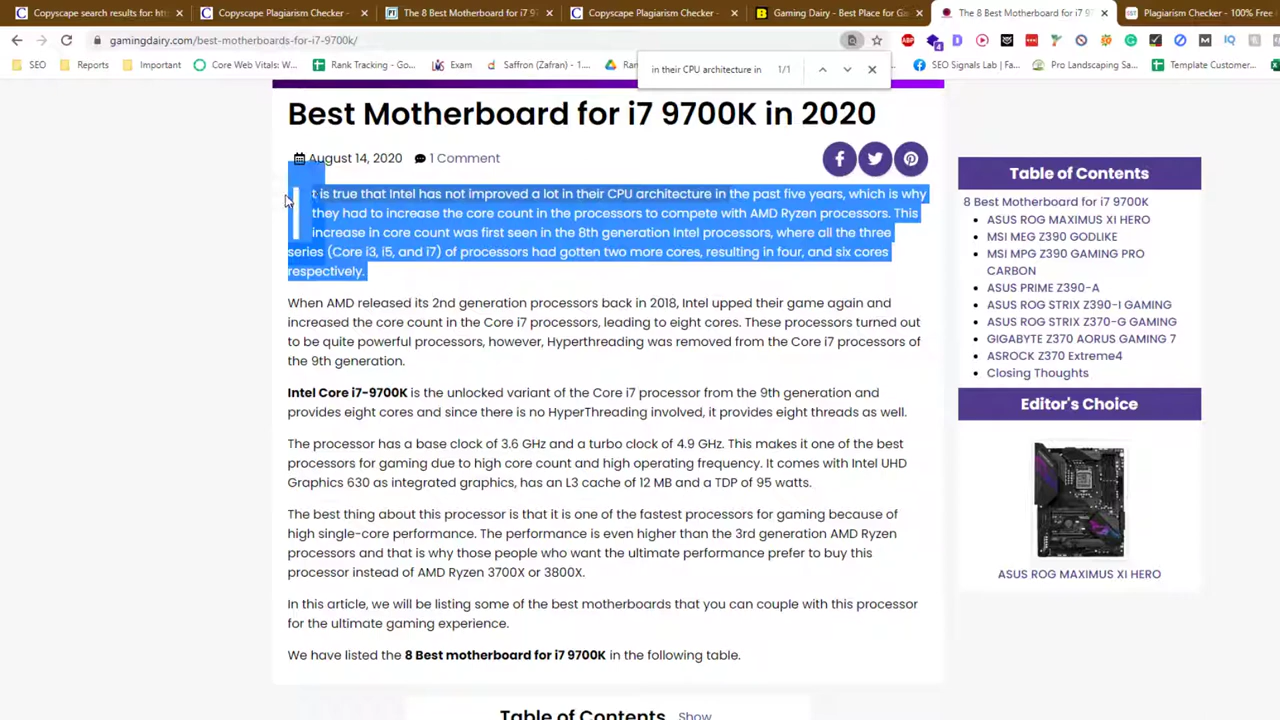 Copyscape search results for: htt
Copyscape Plagiarism Checker -
The 8 Best Motherboard for i7 97
Copyscape Plagiarism Checker -
Gaming Dairy - Best Place for Ga
The 8 Best Motherboard for i7 97
Plagiarism Checker - 100% Free
gamingdairy.com/best-motherboards-for-i7-9700k/
SEO
Reports
Important
Core Web Vitals: W...
Rank Tracking - Go...
Exam
Saffron (Zafran) - 1....
Ran
SEO Signals Lab | Fa...
Pro Landscaping Sa...
Template Customer...
in their CPU architecture in 1/1
Best Motherboard for i7 9700K in 2020
August 14, 2020 1 Comment
It is true that Intel has not improved a lot in their CPU architecture in the past five years, which is why
they had to increase the core count in the processors to compete with AMD Ryzen processors. This
increase in core count was first seen in the 8th generation Intel processors, where all the three
series (Core i3, i5, and i7) of processors had gotten two more cores, resulting in four, and six cores
respectively.
When AMD released its 2nd generation processors back in 2018, Intel upped their game again and
increased the core count in the Core i7 processors, leading to eight cores. These processors turned out
to be quite powerful processors, however, Hyperthreading was removed from the Core i7 processors of
the 9th generation.
Intel Core i7-9700K is the unlocked variant of the Core i7 processor from the 9th generation and
provides eight cores and since there is no HyperThreading involved, it provides eight threads as well.
The processor has a base clock of 3.6 GHz and a turbo clock of 4.9 GHz. This makes it one of the best
processors for gaming due to high core count and high operating frequency. It comes with Intel UHD
Graphics 630 as integrated graphics, has an L3 cache of 12 MB and a TDP of 95 watts.
The best thing about this processor is that it is one of the fastest processors for gaming because of
high single-core performance. The performance is even higher than the 3rd generation AMD Ryzen
processors and that is why those people who want the ultimate performance prefer to buy this
processor instead of AMD Ryzen 3700X or 3800X.
In this article, we will be listing some of the best motherboards that you can couple with this processor
for the ultimate gaming experience.
We have listed the 8 Best motherboard for i7 9700K in the following table.
Table of Contents Show
Table of Contents
8 Best Motherboard for i7 9700K
ASUS ROG MAXIMUS XI HERO
MSI MEG Z390 GODLIKE
MSI MPG Z390 GAMING PRO
CARBON
ASUS PRIME Z390-A
ASUS ROG STRIX Z390-I GAMING
ASUS ROG STRIX Z370-G GAMING
GIGABYTE Z370 AORUS GAMING 7
ASROCK Z370 Extreme4
Closing Thoughts
Editor's Choice
ASUS ROG MAXIMUS XI HERO